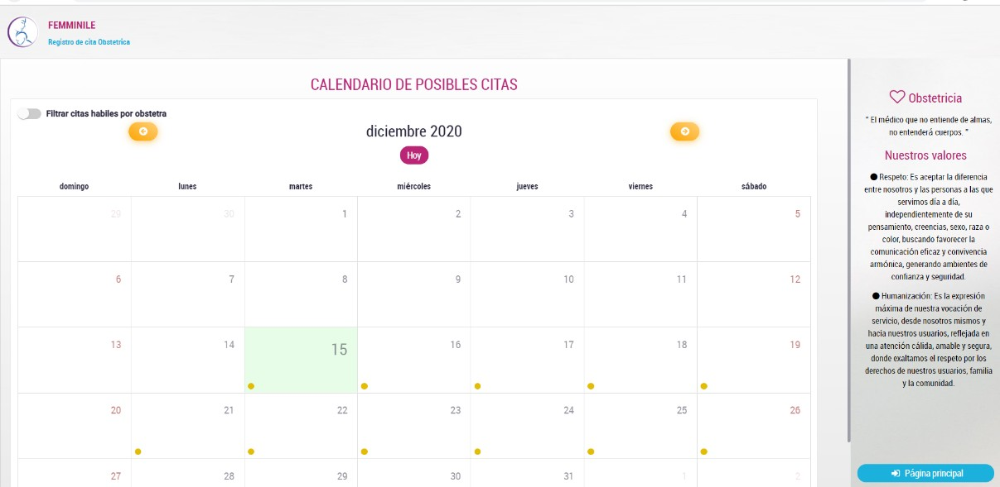 FEMMINILE
Registro de cita Obstetrica
CALENDARIO DE POSIBLES CITAS
Filtrar citas habiles por obstetra
diciembre 2020
Hoy
domingo lunes martes miércoles jueves viernes sábado
29 30 1 2 3 4 5
6 7 8 9 10 11 12
13 14 15 16 17 18 19
20 21 22 23 24 25 26
27 28 29 30 31 1 2
Obstetricia
" El médico que no entiende de almas,
no entenderá cuerpos. "
Nuestros valores
Respeto: Es aceptar la diferencia
entre nosotros y las personas a las que
servimos día a día,
independientemente de su
pensamiento, creencias, sexo, raza o
color, buscando favorecer la
comunicación eficaz y convivencia
armónica, generando ambientes de
confianza y seguridad.
Humanización: Es la expresión
máxima de nuestra vocación de
servicio, desde nosotros mismos y
hacia nuestros usuarios, reflejada en
una atención cálida, amable y segura,
donde exaltamos el respeto por los
derechos de nuestros usuarios, familia
y la comunidad.
Página principal